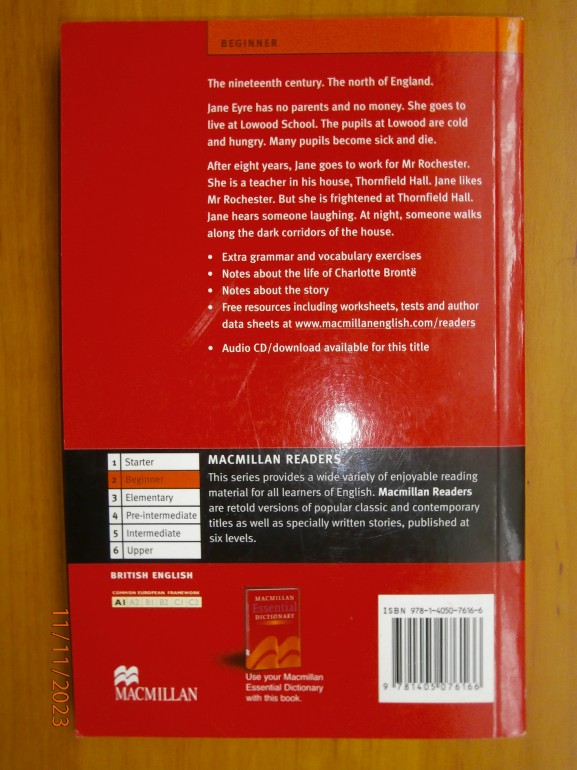 BEGINNER
The nineteenth century. The north of England.
Jane Eyre has no parents and no money. She goes to
live at Lowood School. The pupils at Lowood are cold
and hungry. Many pupils become sick and die.
After eight years, Jane goes to work for Mr Rochester.
She is a teacher in his house, Thornfield Hall. Jane likes
Mr Rochester. But she is frightened at Thornfield Hall.
Jane hears someone laughing. At night, someone walks
along the dark corridors of the house.
• Extra grammar and vocabulary exercises
• Notes about the life of Charlotte Brontë
• Notes about the story
• Free resources including worksheets, tests and author
data sheets at www.macmillanenglish.com/readers
• Audio CD/download available for this title
1 Starter
2 Beginner
3 Elementary
4 Pre-intermediate
5 Intermediate
6 Upper
MACMILLAN READERS
This series provides a wide variety of enjoyable reading
material for all learners of English. Macmillan Readers
are retold versions of popular classic and contemporary
titles as well as specially written stories, published at
six levels.
BRITISH ENGLISH
COMMON EUROPEAN FRAMEWORK
A1 A2 B1 B2 C1 C2
MACMILLAN
MACMILLAN
Essential
DICTIONARY
Use your Macmillan
Essential Dictionary
with this book.
ISBN 978-1-4050-7616-6
9 781405 076166
11/11/2023